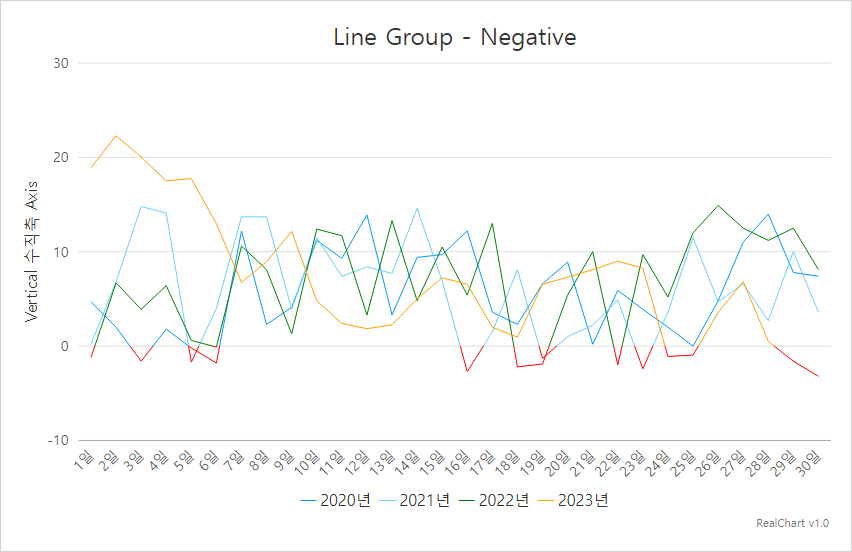 Line Group - Negative
30
20
10
0
-10
Vertical 수직축 Axis
1일 2일 3일 4일 5일 6일 7일 8일 9일 10일 11일 12일 13일 14일 15일 16일 17일 18일 19일 20일 21일 22일 23일 24일 25일 26일 27일 28일 29일 30일
2020년 2021년 2022년 2023년
RealChart v1.0